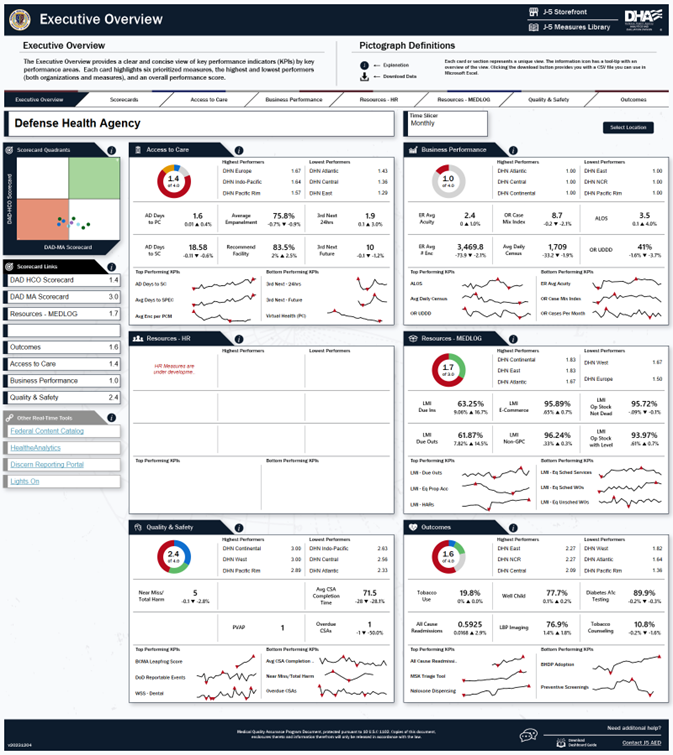 Executive Overview
J-5 Storefront
J-5 Measures Library
DHA
Executive Overview
The Executive Overview provides a clear and concise view of key performance indicators (KPIs) by key
performance areas. Each card highlights six prioritized measures, the highest and lowest performers
(both organizations and measures), and an overall performance score.
Pictograph Definitions
Explanation
Download Data
Each card or section represents a unique view. The information icon has a tool-tip with an
overview of the view. Clicking the download button provides you with a CSV file you can use in
Microsoft Excel.
Executive Overview
Scorecards
Access to Care
Business Performance
Resources - HR
Resources - MEDLOG
Quality & Safety
Outcomes
Defense Health Agency
Time Slicer
Monthly
Select Location
Scorecard Quadrants
DAD-HCO Scorecard
DAD-MA Scorecard
Scorecard Links
DAD HCO Scorecard 1.4
DAD MA Scorecard 3.0
Resources - MEDLOG 1.7
Outcomes 1.6
Access to Care 1.4
Business Performance 1.0
Quality & Safety 2.4
Other Real-Time Tools
Federal Content Catalog
HealtheAnalytics
Discern Reporting Portal
Lights On
Access to Care
1.4
of 4.0
Highest Performers
DHN Europe 1.67
DHN Indo-Pacific 1.64
DHN Pacific Rim 1.57
Lowest Performers
DHN Atlantic 1.43
DHN Central 1.36
DHN East 1.29
AD Days
to PC
1.6
0.01 ▲ 0.4%
Average
Empanelment
75.8%
-0.7% ▼ -0.9%
3rd Next
24hrs
1.9
0.1 ▲ 3.0%
AD Days
to SC
18.58
-0.11 ▼ -0.6%
Recommend
Facility
83.5%
2% ▲ 2.5%
3rd Next
Future
10
-0.1 ▼ -1.2%
Top Performing KPIs
AD Days to SC
Avg Days to SPEC
Avg Enc per PCM
Bottom Performing KPIs
3rd Next - 24hrs
3rd Next - Future
Virtual Health (PC)
Business Performance
1.0
of 4.0
Highest Performers
DHN Atlantic 1.00
DHN Central 1.00
DHN Continental 1.00
Lowest Performers
DHN East 1.00
DHN NCR 1.00
DHN Pacific Rim 1.00
ER Avg
Acuity
2.4
0 ▲ 1.0%
OR Case
Mix Index
8.7
-0.2 ▼ -2.1%
ALOS
3.5
0.1 ▲ 4.0%
ER Avg
# Enc
3,469.8
-73.9 ▼ -2.1%
Avg Daily
Census
1,709
-33.2 ▼ -1.9%
OR UDDD
41%
-1.6% ▼ -3.7%
Top Performing KPIs
ALOS
Avg Daily Census
OR UDDD
Bottom Performing KPIs
ER Avg Acuity
OR Case Mix Index
OR Cases Per Month
Resources - HR
Highest Performers
Lowest Performers
HR Measures are
under developme..
Top Performing KPIs
Bottom Performing KPIs
Resources - MEDLOG
1.7
of 3.0
Highest Performers
DHN Continental 1.83
DHN East 1.83
DHN Atlantic 1.67
Lowest Performers
DHN West 1.67
DHN Europe 1.50
LMI
Due Ins
63.25%
9.06% ▲ 16.7%
LMI
E-Commerce
95.89%
.65% ▲ 0.7%
LMI
Op Stock
Not Dead
95.72%
-.09% ▼ -0.1%
LMI
Due Outs
61.87%
7.82% ▲ 14.5%
LMI
Non-GPC
96.24%
.33% ▲ 0.3%
LMI
Op Stock
with Level
93.97%
.61% ▲ 0.7%
Top Performing KPIs
LMI - Due Outs
LMI - Eq Prop Acc
LMI - HARs
Bottom Performing KPIs
LMI - Eq Sched Services
LMI - Eq Sched WOs
LMI - Eq Unsched WOs
Quality & Safety
2.4
of 4.0
Highest Performers
DHN Continental 3.00
DHN West 3.00
DHN Pacific Rim 2.89
Lowest Performers
DHN Indo-Pacific 2.63
DHN Central 2.56
DHN Atlantic 2.33
Near Miss/
Total Harm
5
-0.1 ▼ -2.8%
Avg CSA
Completion
Time
71.5
-28 ▼ -28.1%
PVAP
1
Overdue
CSAs
1
-1 ▼ -50.0%
Top Performing KPIs
BCMA Leapfrog Score
DoD Reportable Events
WSS - Dental
Bottom Performing KPIs
Avg CSA Completion ..
Near Miss/Total Harm
Overdue CSAs
Outcomes
1.6
of 4.0
Highest Performers
DHN East 2.27
DHN NCR 2.27
DHN Central 2.09
Lowest Performers
DHN West 1.82
DHN Atlantic 1.64
DHN Pacific Rim 1.36
Tobacco
Use
19.8%
0% ▲ 0.0%
Well Child
77.7%
0.1% ▲ 0.2%
Diabetes A1c
Testing
89.9%
-0.2% ▼ -0.3%
All Cause
Readmissions
0.5925
0.0168 ▲ 2.9%
LBP Imaging
76.9%
1.4% ▲ 1.8%
Tobacco
Counseling
10.8%
-0.2% ▼ -1.6%
Top Performing KPIs
All Cause Readmiss..
MSK Triage Tool
Naloxone Dispensing
Bottom Performing KPIs
BHDP Adoption
Preventive Screenings
Medical Quality Assurance Program Document, protected pursuant to 10 U.S.C 1102. Copies of this document,
enclosures thereto and information therefrom will only be released in accordance with the law.
Need additional help?
Download
Dashboard Guide
Contact J5 AED
V20231204